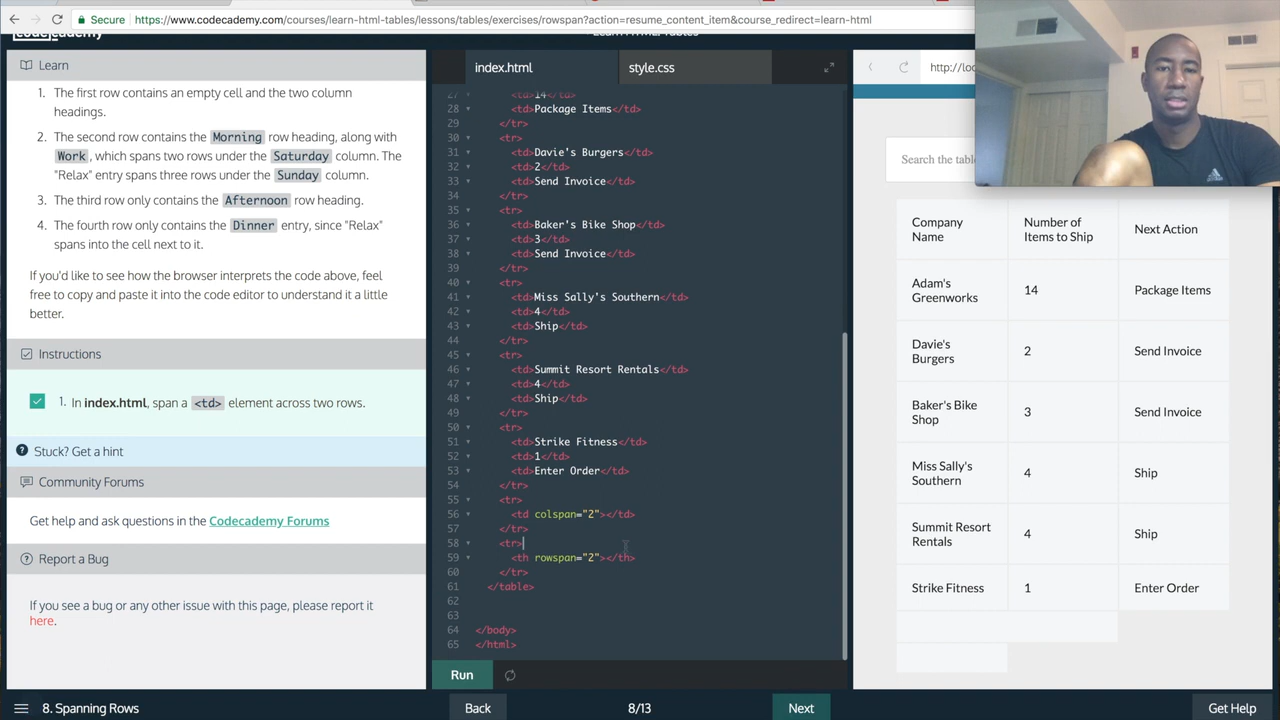 Secure
https://www.codecademy.com/courses/learn-html-tables/lessons/tables/exercises/rowspan?action=resume_content_item&course_redirect=learn-html
Learn
1. The first row contains an empty cell and the two column
headings.
2. The second row contains the Morning row heading, along with
Work, which spans two rows under the Saturday column. The
"Relax" entry spans three rows under the Sunday column.
3. The third row only contains the Afternoon row heading.
4. The fourth row only contains the Dinner entry, since "Relax"
spans into the cell next to it.
If you'd like to see how the browser interprets the code above, feel
free to copy and paste it into the code editor to understand it a little
better.
Instructions
1. In index.html, span a <td> element across two rows.
Stuck? Get a hint
Community Forums
Get help and ask questions in the Codecademy Forums
Report a Bug
If you see a bug or any other issue with this page, please report it
here.
index.html
style.css
27 <td>14</td>
28 <td>Package Items</td>
29 </tr>
30 <tr>
31 <td>Davie's Burgers</td>
32 <td>2</td>
33 <td>Send Invoice</td>
34 </tr>
35 <tr>
36 <td>Baker's Bike Shop</td>
37 <td>3</td>
38 <td>Send Invoice</td>
39 </tr>
40 <tr>
41 <td>Miss Sally's Southern</td>
42 <td>4</td>
43 <td>Ship</td>
44 </tr>
45 <tr>
46 <td>Summit Resort Rentals</td>
47 <td>4</td>
48 <td>Ship</td>
49 </tr>
50 <tr>
51 <td>Strike Fitness</td>
52 <td>1</td>
53 <td>Enter Order</td>
54 </tr>
55 <tr>
56 <td colspan="2"></td>
57 </tr>
58 <tr>
59 <th rowspan="2"></th>
60 </tr>
61 </table>
62
63
64 </body>
65 </html>
Run
http://loc
Search the table
Company
Name
Number of
Items to Ship
Next Action
Adam's
Greenworks
14
Package Items
Davie's
Burgers
2
Send Invoice
Baker's Bike
Shop
3
Send Invoice
Miss Sally's
Southern
4
Ship
Summit Resort
Rentals
4
Ship
Strike Fitness
1
Enter Order
adidas
8. Spanning Rows
Back
8/13
Next
Get Help